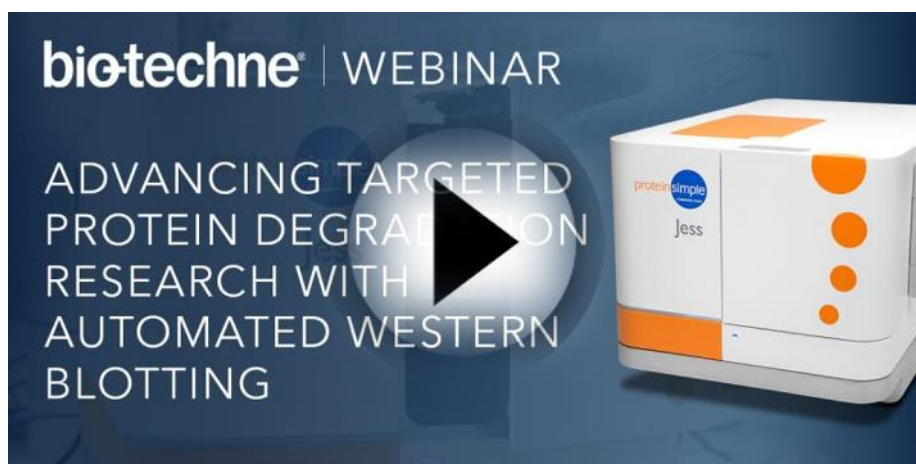 bio-techne® | WEBINAR
ADVANCING TARGETED
PROTEIN DEGRADATION
RESEARCH WITH
AUTOMATED WESTERN
BLOTTING
proteinsimple
Jess